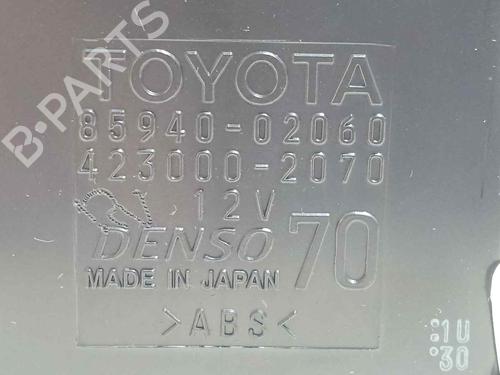 TOYOTA
85940-02060
423000-2070
12V
DENSO 70
MADE IN JAPAN
>ABS<
:1U
°30
B-PARTS